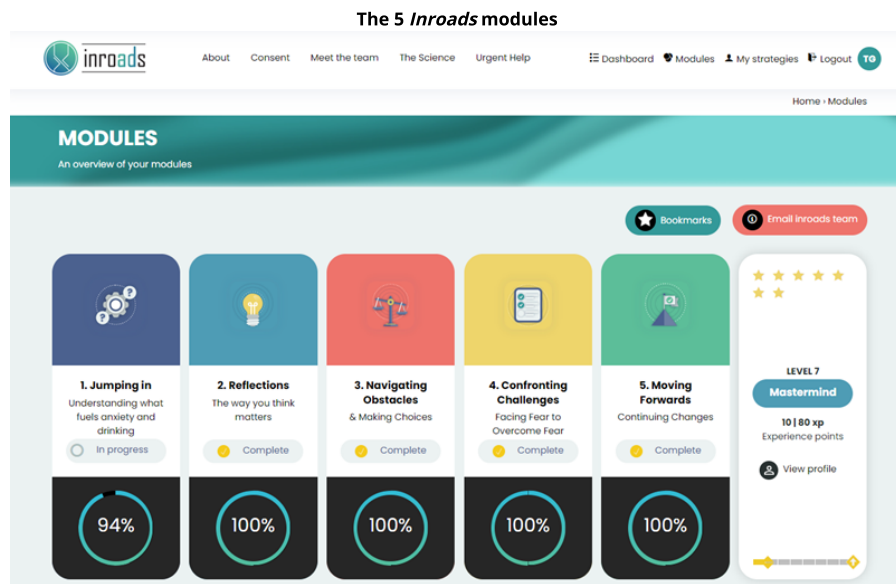 The 5 Inroads modules
inroads
About Consent Meet the team The Science Urgent Help Dashboard Modules My strategies Logout TG
Home › Modules
MODULES
An overview of your modules
Bookmarks
Email inroads team
1. Jumping in
Understanding what
fuels anxiety and
drinking
In progress
94%
2. Reflections
The way you think
matters
Complete
100%
3. Navigating
Obstacles
& Making Choices
Complete
100%
4. Confronting
Challenges
Facing Fear to
Overcome Fear
Complete
100%
5. Moving
Forwards
Continuing Changes
Complete
100%
LEVEL 7
Mastermind
10 | 80 xp
Experience points
View profile